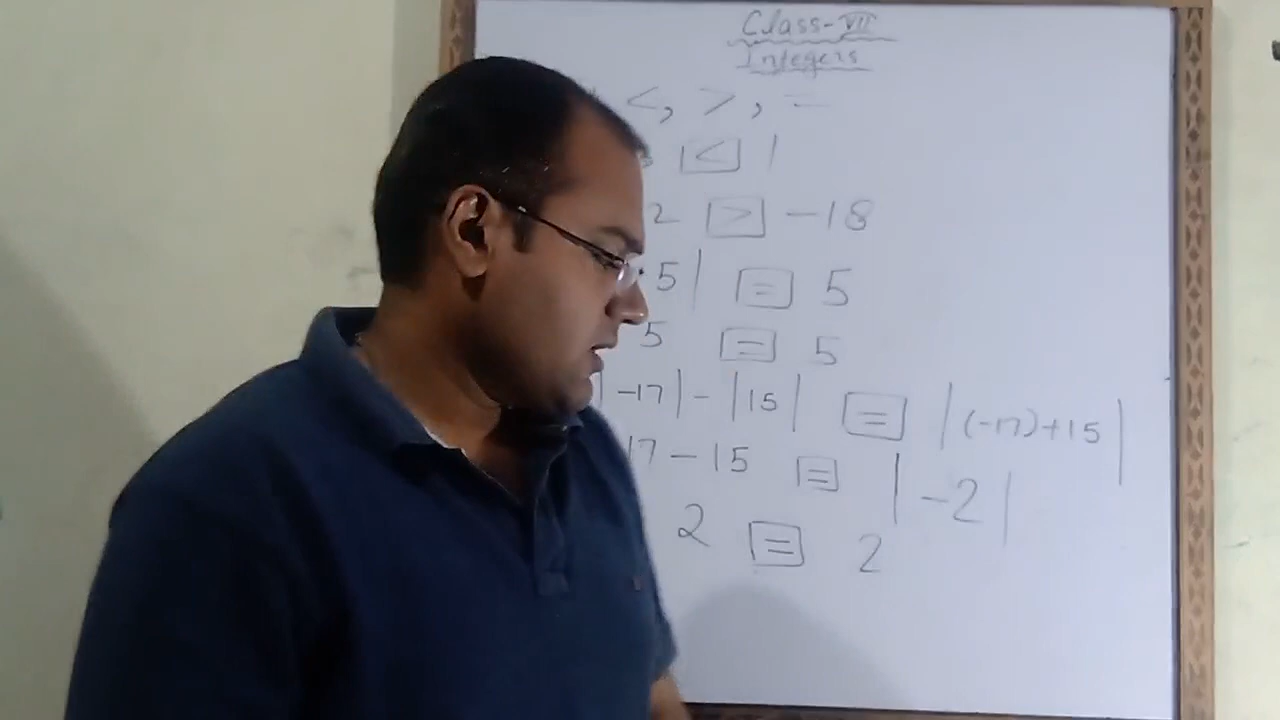 Class-VII
Integers
<, >, =
< 1
2 > -18
5| = 5
5 = 5
|-17| - |15| = |(-17)+15|
17 - 15 = |-2|
2 = 2